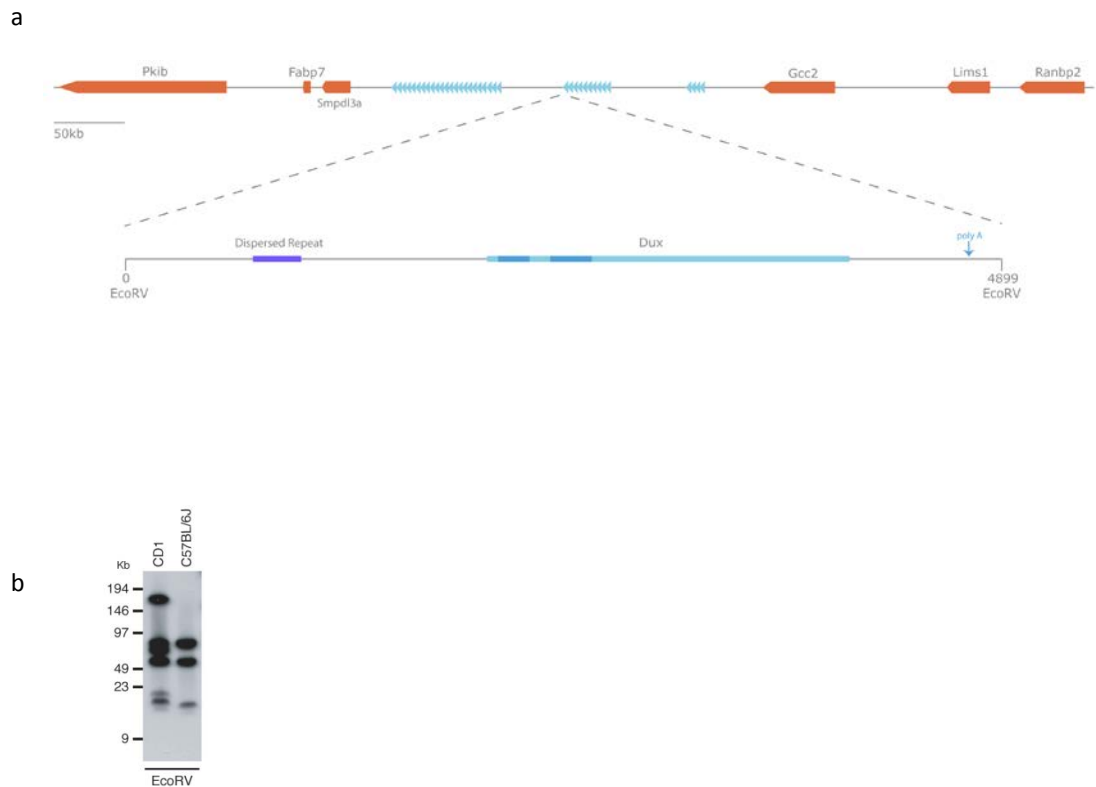 a
Pkib
Fabp7
Smpdl3a
Gcc2
Lims1
Ranbp2
50kb
Dispersed Repeat
Dux
poly A
0
EcoRV
4899
EcoRV
b
Kb
CD1
C57BL/6J
194
146
97
49
23
9
EcoRV